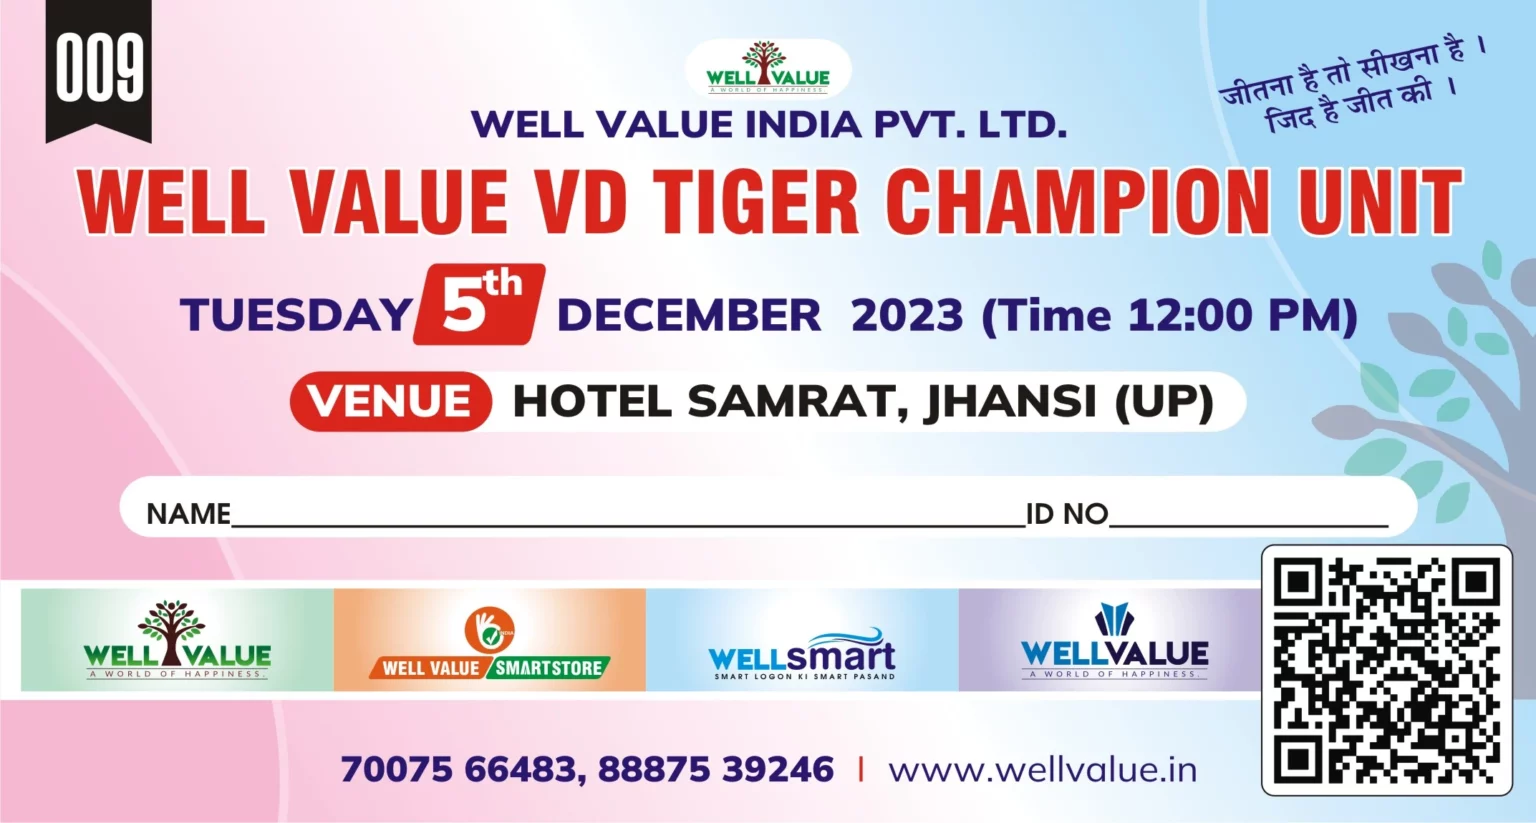 009
WELL VALUE
A WORLD OF HAPPINESS.
जीतना है तो सीखना है ।
जिद है जीत की ।
WELL VALUE INDIA PVT. LTD.
WELL VALUE VD TIGER CHAMPION UNIT
TUESDAY 5th DECEMBER 2023 (Time 12:00 PM)
VENUE HOTEL SAMRAT, JHANSI (UP)
NAME ID NO
WELL VALUE
A WORLD OF HAPPINESS.
INDIA
WELL VALUE SMARTSTORE
WELLsmart
SMART LOGON KI SMART PASAND
WELLVALUE
A WORLD OF HAPPINESS.
70075 66483, 88875 39246 | www.wellvalue.in